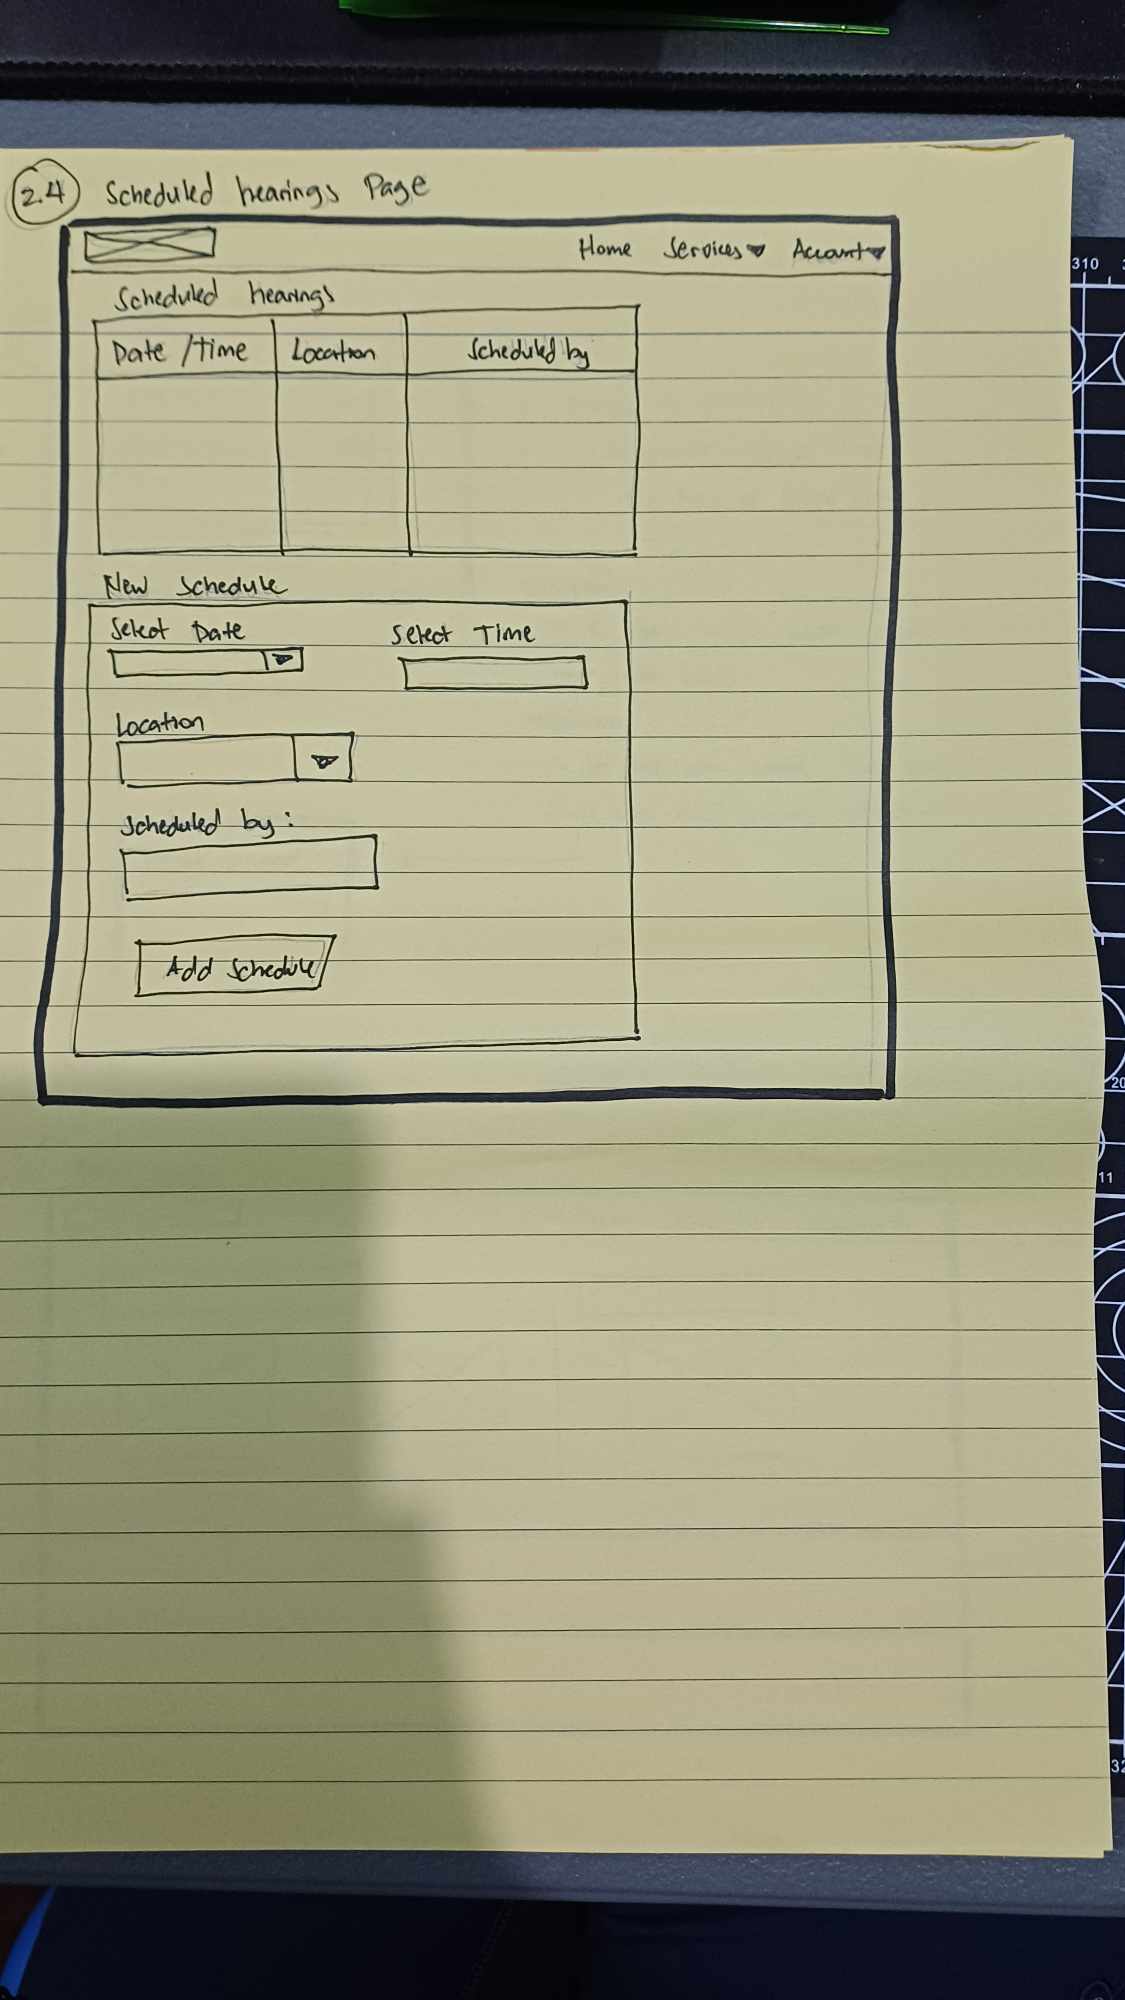 2.4 Scheduled hearings Page
Home Services Account
Scheduled hearings
Date /Time Location Scheduled by
New Schedule
Select Date Select Time
Location
Scheduled by:
Add Schedule
310
20
11